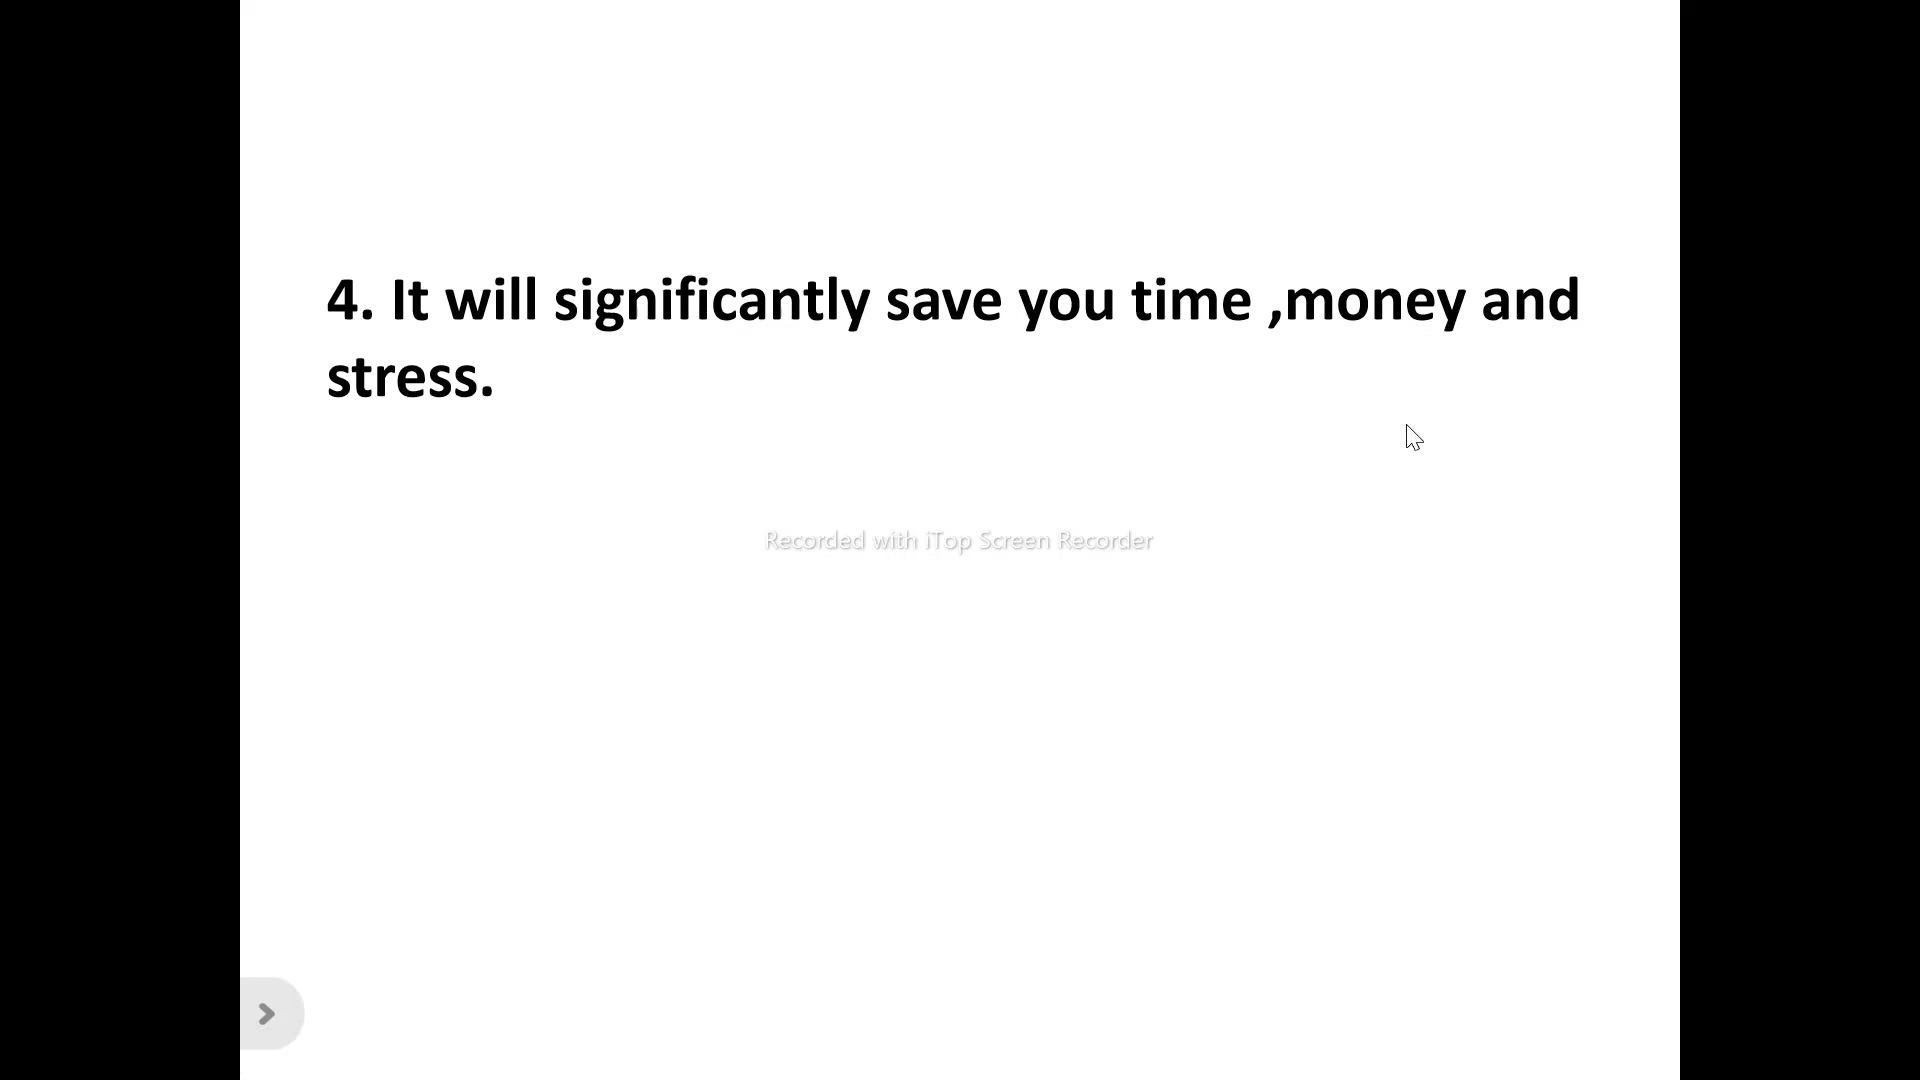 4. It will significantly save you time ,money and
stress.
Recorded with iTop Screen Recorder